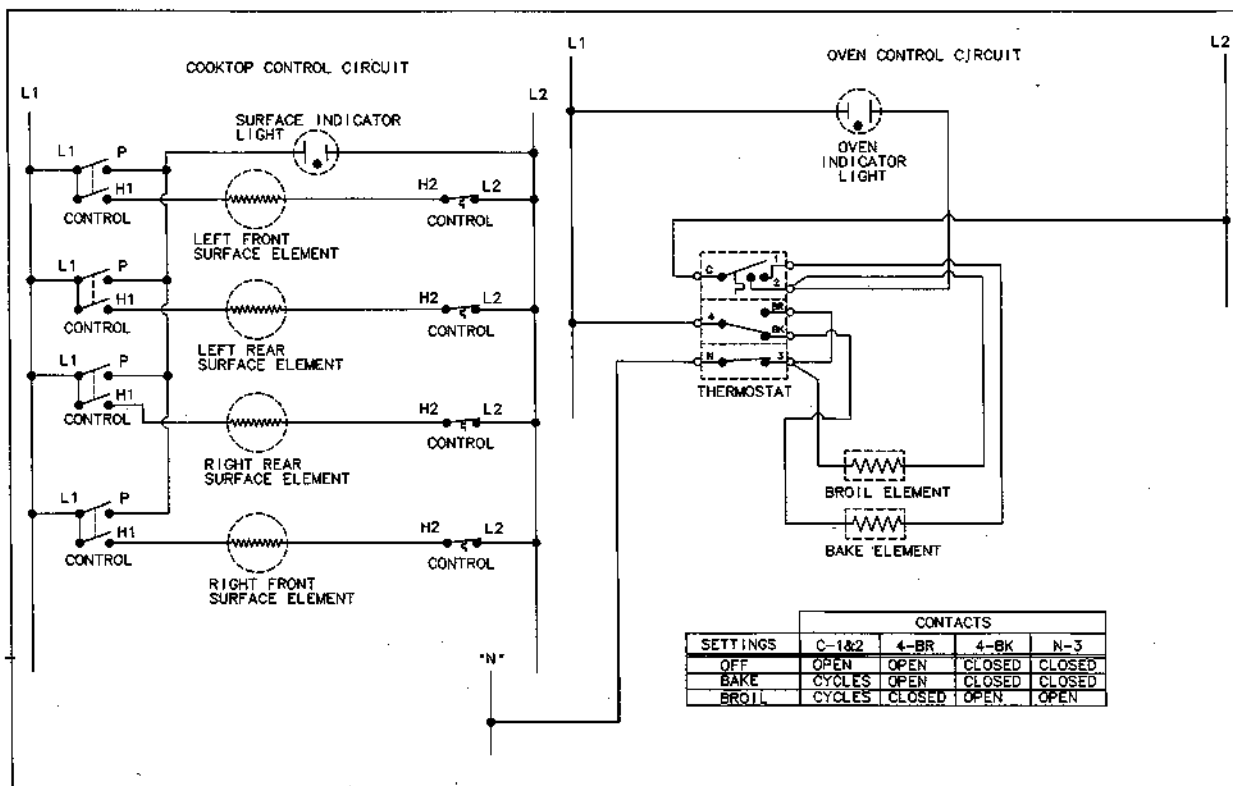 COOKTOP CONTROL CIRCUIT
L1
L2
SURFACE INDICATOR
LIGHT
L1 P
H1
CONTROL
H2 L2
CONTROL
LEFT FRONT
SURFACE ELEMENT
L1 P
H1
CONTROL
H2 L2
CONTROL
LEFT REAR
SURFACE ELEMENT
L1 P
H1
CONTROL
H2 L2
CONTROL
RIGHT REAR
SURFACE ELEMENT
L1 P
H1
CONTROL
H2 L2
CONTROL
RIGHT FRONT
SURFACE ELEMENT
"N"
L1
OVEN CONTROL CIRCUIT
L2
OVEN
INDICATOR
LIGHT
C 1
2
BR
4
BK
N 3
THERMOSTAT
BROIL ELEMENT
BAKE ELEMENT
CONTACTS
SETTINGS C-1&2 4-BR 4-BK N-3
OFF OPEN OPEN CLOSED CLOSED
BAKE CYCLES OPEN CLOSED CLOSED
BROIL CYCLES CLOSED OPEN OPEN